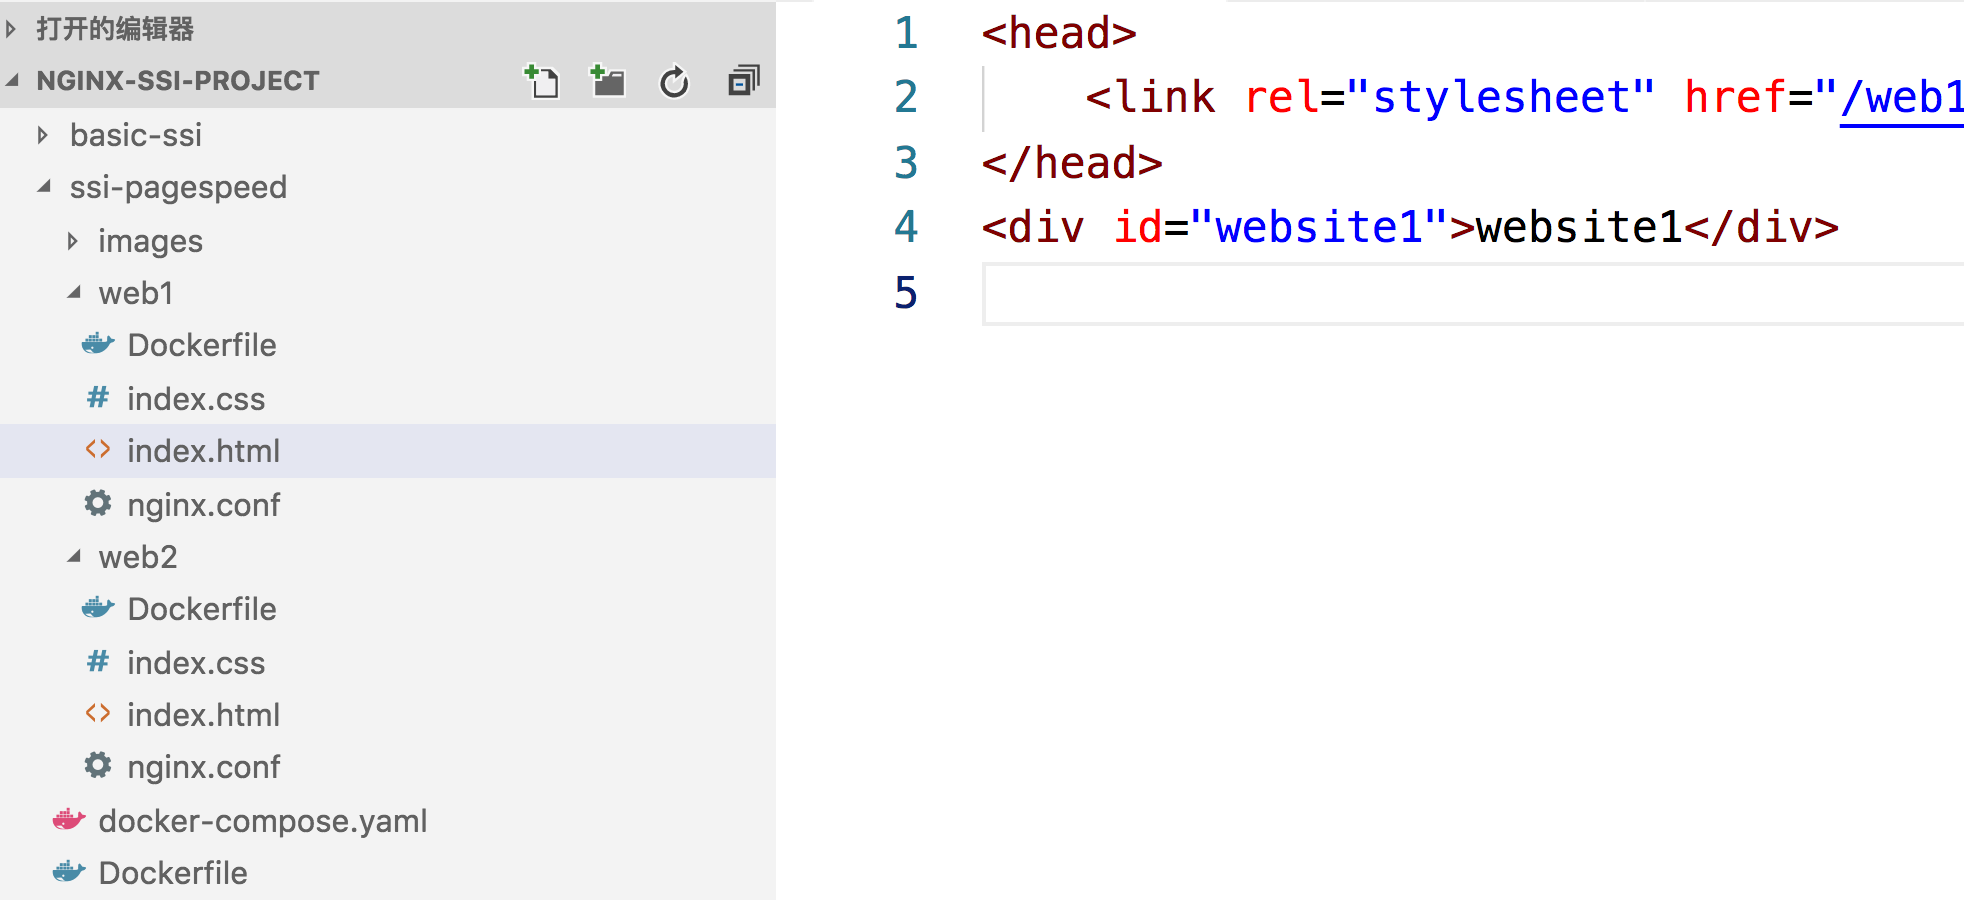 打开的编辑器
NGINX-SSI-PROJECT
basic-ssi
ssi-pagespeed
images
web1
Dockerfile
index.css
index.html
nginx.conf
web2
Dockerfile
index.css
index.html
nginx.conf
docker-compose.yaml
Dockerfile
1 <head>
2 <link rel="stylesheet" href="/web1
3 </head>
4 <div id="website1">website1</div>
5